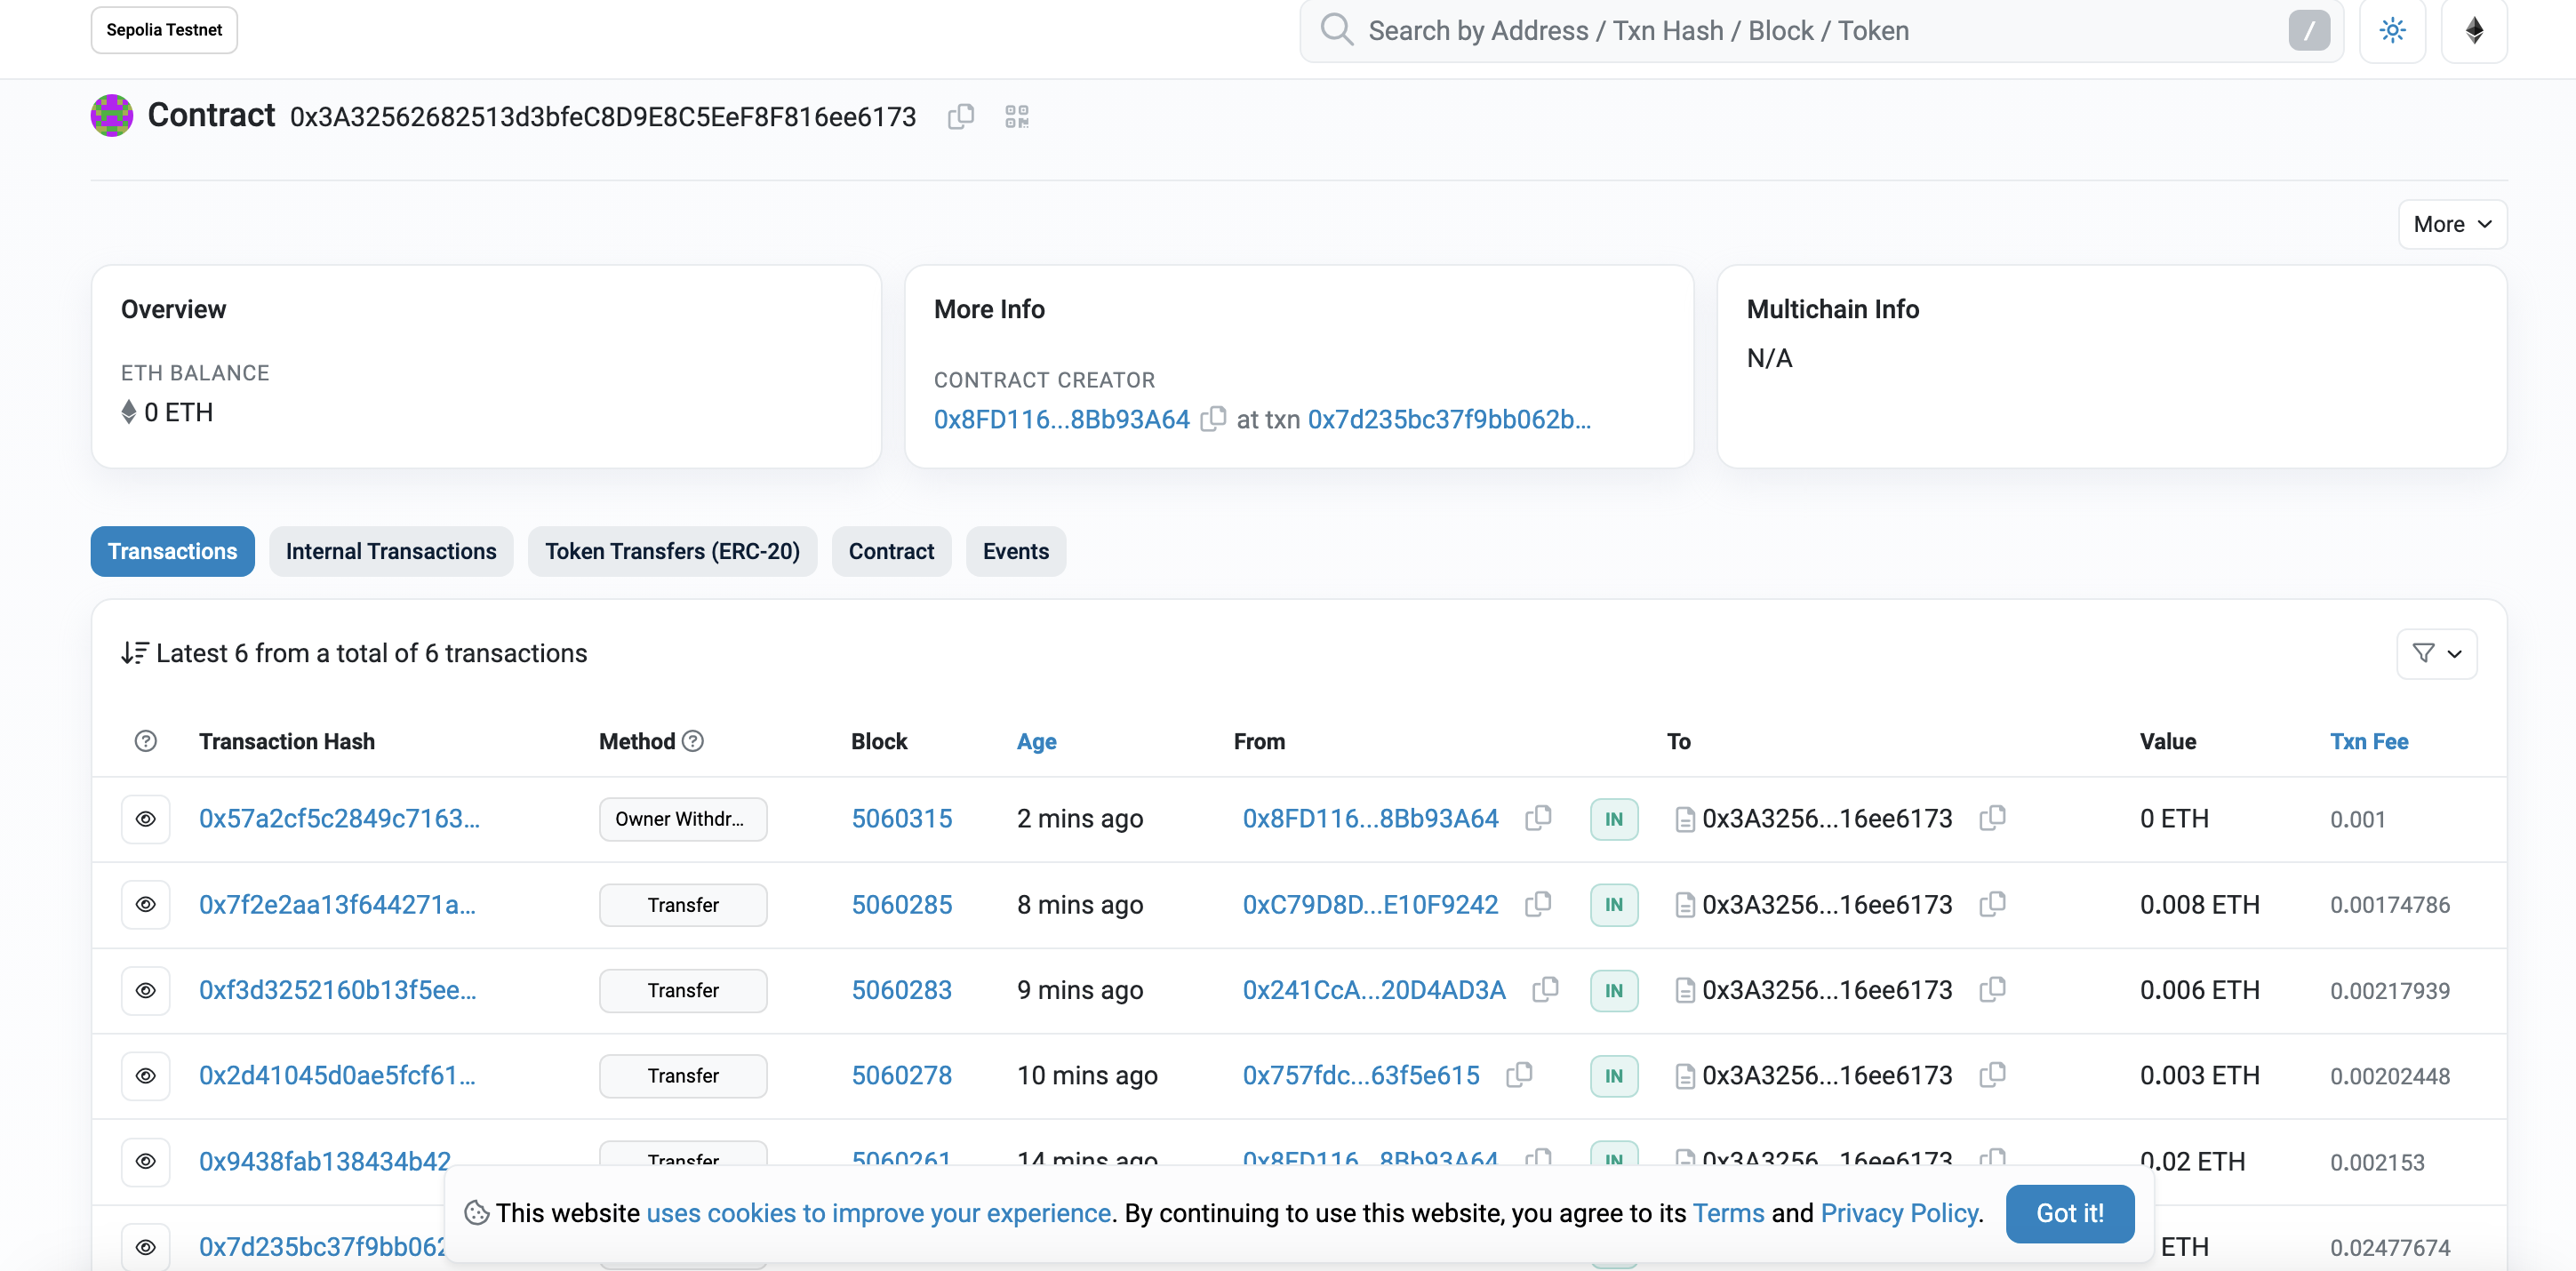 Sepolia Testnet
Search by Address / Txn Hash / Block / Token
/
Contract 0x3A32562682513d3bfeC8D9E8C5EeF8F816ee6173
More
Overview
ETH BALANCE
0 ETH
More Info
CONTRACT CREATOR
0x8FD116...8Bb93A64 at txn 0x7d235bc37f9bb062b...
Multichain Info
N/A
Transactions Internal Transactions Token Transfers (ERC-20) Contract Events
Latest 6 from a total of 6 transactions
Transaction Hash Method Block Age From To Value Txn Fee
0x57a2cf5c2849c7163... Owner Withdr... 5060315 2 mins ago 0x8FD116...8Bb93A64 IN 0x3A3256...16ee6173 0 ETH 0.001
0x7f2e2aa13f644271a... Transfer 5060285 8 mins ago 0xC79D8D...E10F9242 IN 0x3A3256...16ee6173 0.008 ETH 0.00174786
0xf3d3252160b13f5ee... Transfer 5060283 9 mins ago 0x241CcA...20D4AD3A IN 0x3A3256...16ee6173 0.006 ETH 0.00217939
0x2d41045d0ae5fcf61... Transfer 5060278 10 mins ago 0x757fdc...63f5e615 IN 0x3A3256...16ee6173 0.003 ETH 0.00202448
0x9438fab138434b42 Transfer 5060261 14 mins ago 0x8FD116...8Bb93A64 IN 0x3A3256...16ee6173 0.02 ETH 0.002153
This website uses cookies to improve your experience. By continuing to use this website, you agree to its Terms and Privacy Policy. Got it!
0x7d235bc37f9bb062 ETH 0.02477674